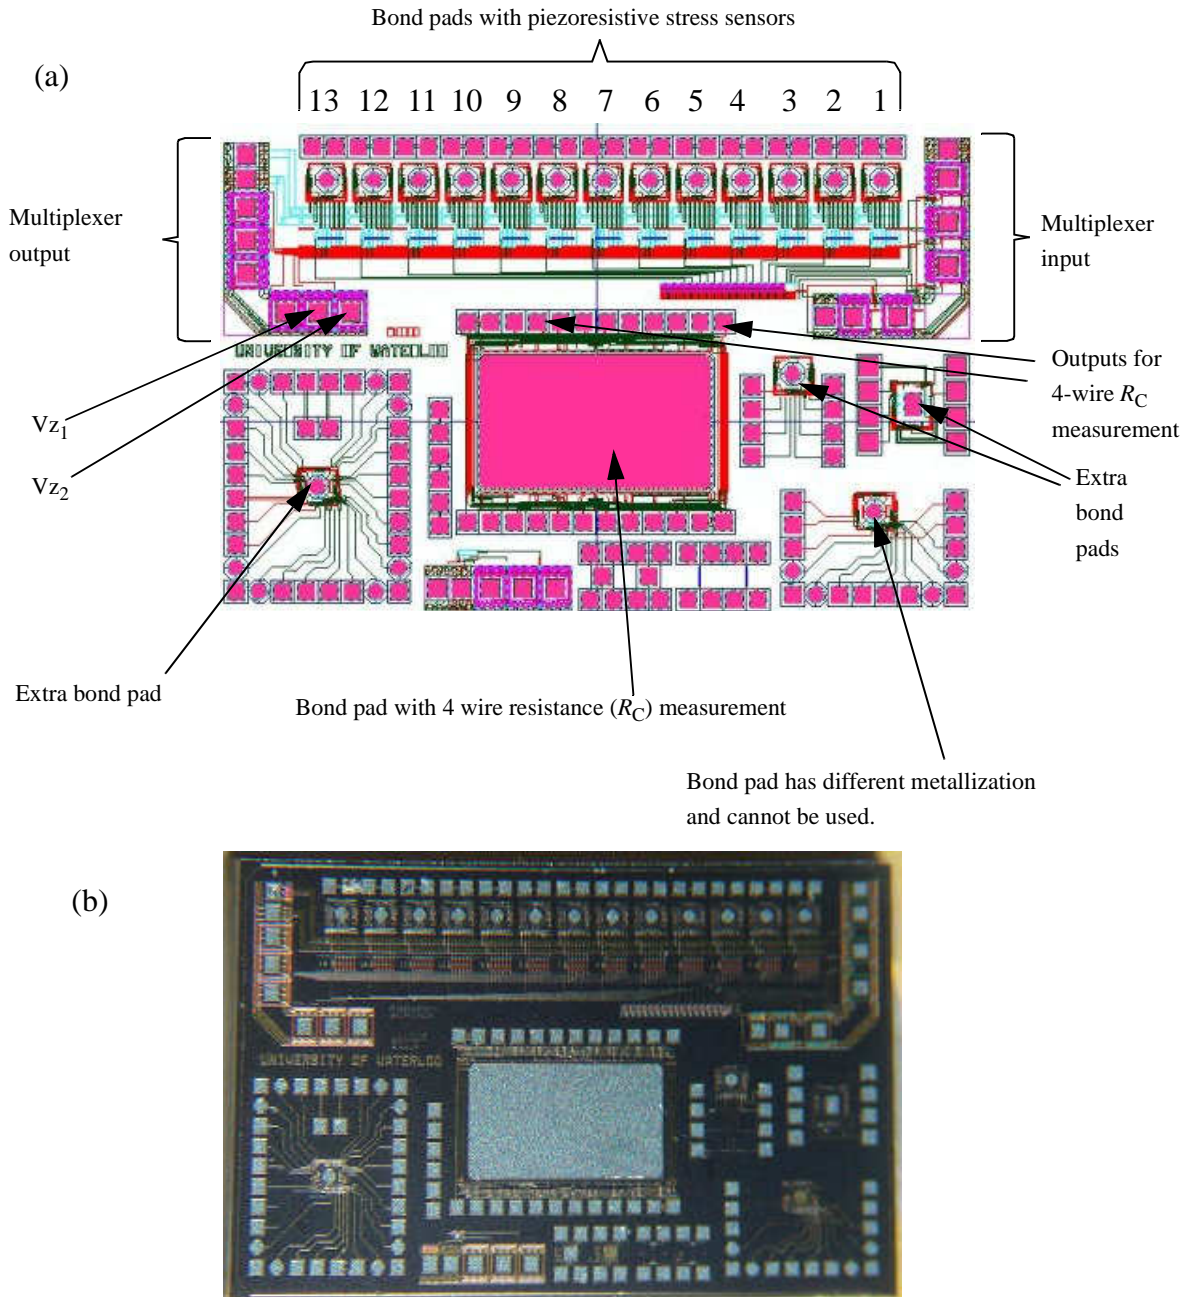 Bond pads with piezoresistive stress sensors
(a)
13 12 11 10 9 8 7 6 5 4 3 2 1
Multiplexer
output
Multiplexer
input
UNIVERSITY OF WATERLOO
Vz1
Vz2
Outputs for
4-wire RC
measurement
Extra
bond
pads
Extra bond pad
Bond pad with 4 wire resistance (RC) measurement
Bond pad has different metallization
and cannot be used.
(b)
UNIVERSITY OF WATERLOO